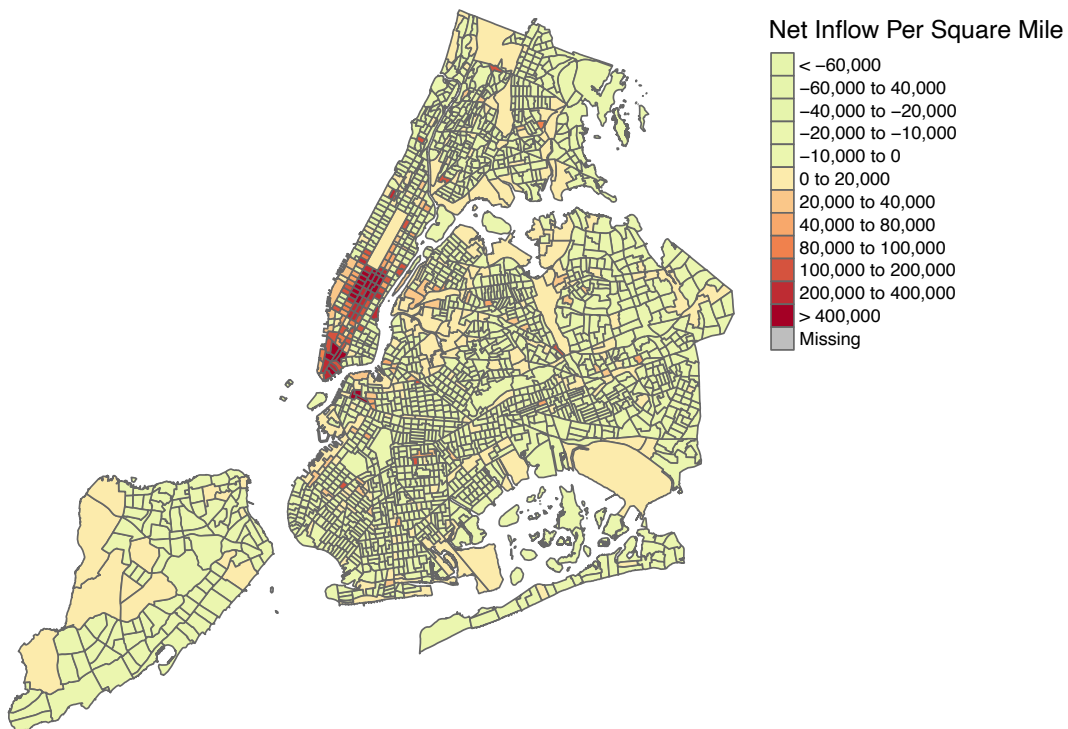 Net Inflow Per Square Mile
< −60,000
−60,000 to 40,000
−40,000 to −20,000
−20,000 to −10,000
−10,000 to 0
0 to 20,000
20,000 to 40,000
40,000 to 80,000
80,000 to 100,000
100,000 to 200,000
200,000 to 400,000
> 400,000
Missing